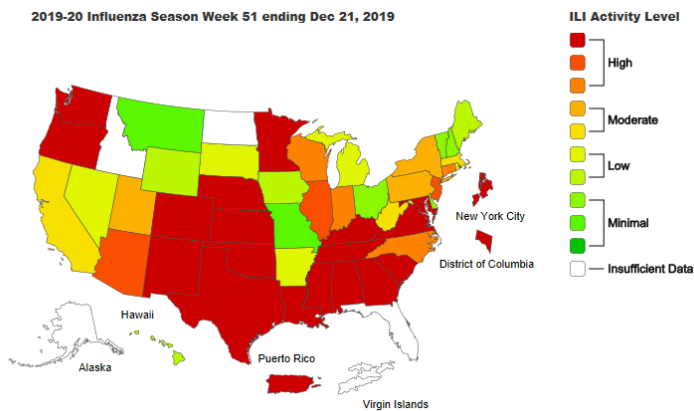 2019-20 Influenza Season Week 51 ending Dec 21, 2019
ILI Activity Level
High
Moderate
Low
Minimal
Insufficient Data
New York City
District of Columbia
Hawaii
Alaska
Puerto Rico
Virgin Islands